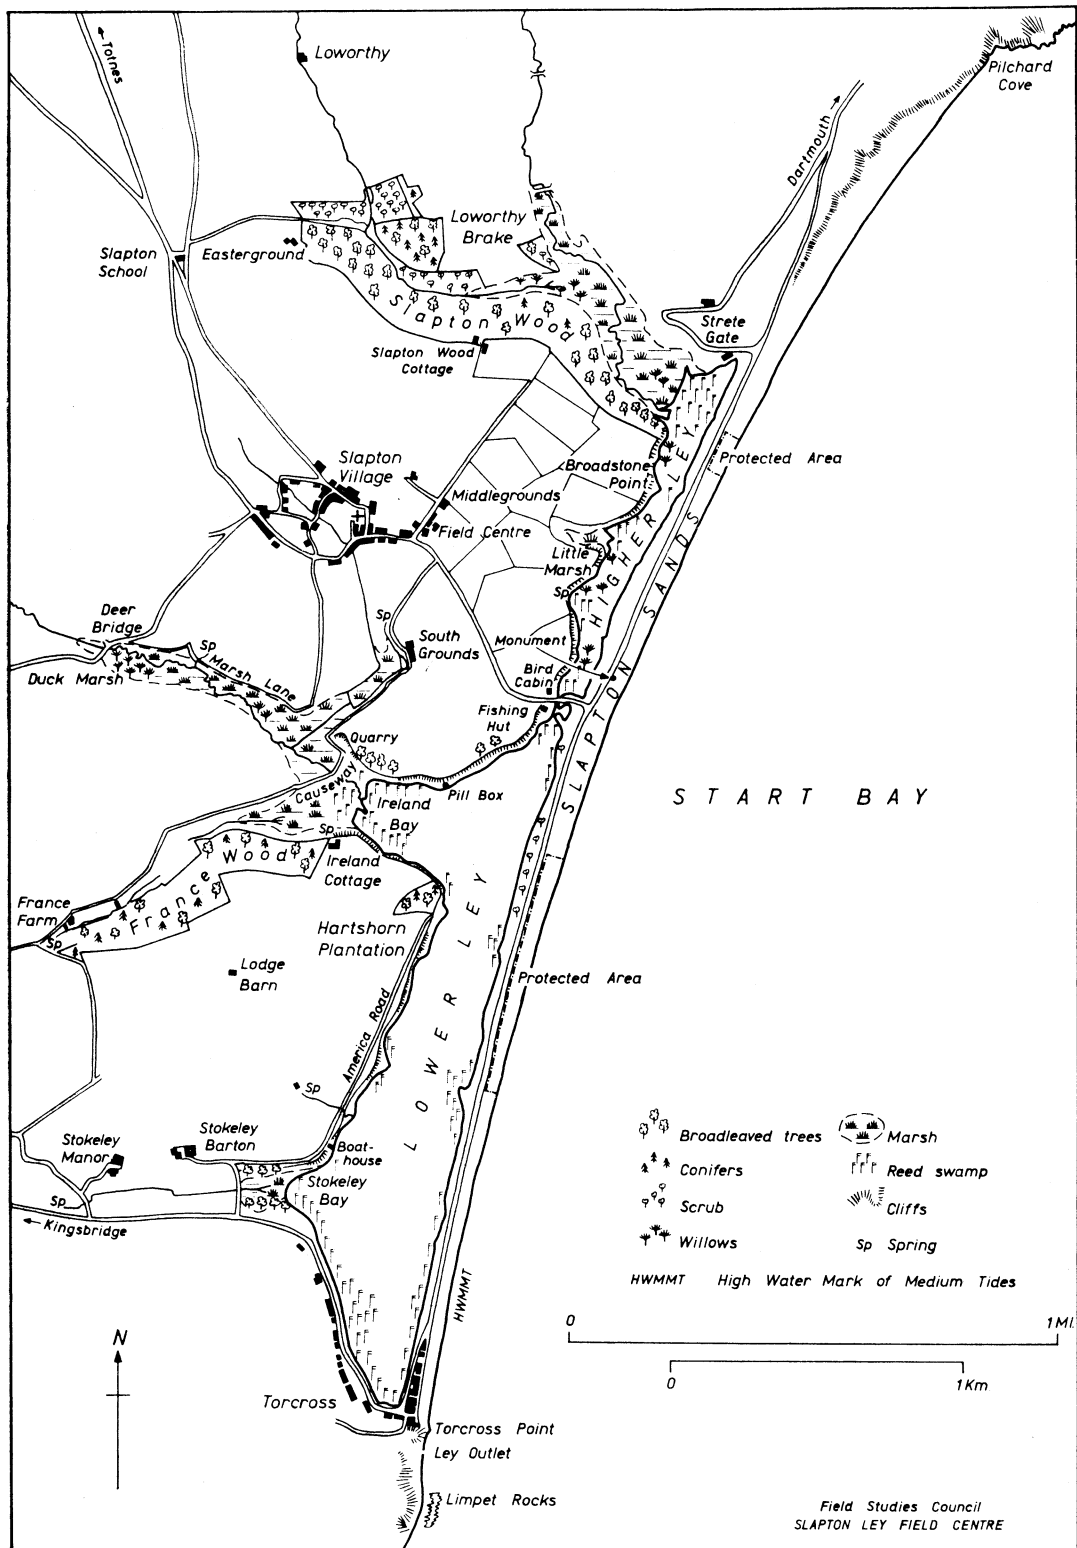 Totnes
Loworthy
Pilchard
Cove
Dartmouth
Loworthy
Brake
Slapton
School
Easterground
Slapton Wood
Strete
Gate
Slapton Wood
Cottage
Slapton
Village
Broadstone
Point
Protected Area
Middlegrounds
Field Centre
HIGHER LEY
Little
Marsh
Sp
SLAPTON SANDS
Deer
Bridge
Sp
Sp
South
Grounds
Monument
Marsh Lane
Duck Marsh
Bird
Cabin
Fishing
Hut
Quarry
Causeway
Pill Box
START BAY
Ireland
Bay
Sp
France Wood
Ireland
Cottage
France
Farm
Sp
Hartshorn
Plantation
LOWER LEY
Lodge
Barn
Protected Area
America Road
Sp
Stokeley
Manor
Stokeley
Barton
Boat-
house
Stokeley
Bay
Sp
Kingsbridge
HWMMT
Broadleaved trees
Marsh
Conifers
Reed swamp
Scrub
Cliffs
Willows
Sp Spring
HWMMT High Water Mark of Medium Tides
0 1 Ml.
0 1 Km
N
Torcross
Torcross Point
Ley Outlet
Limpet Rocks
Field Studies Council
SLAPTON LEY FIELD CENTRE